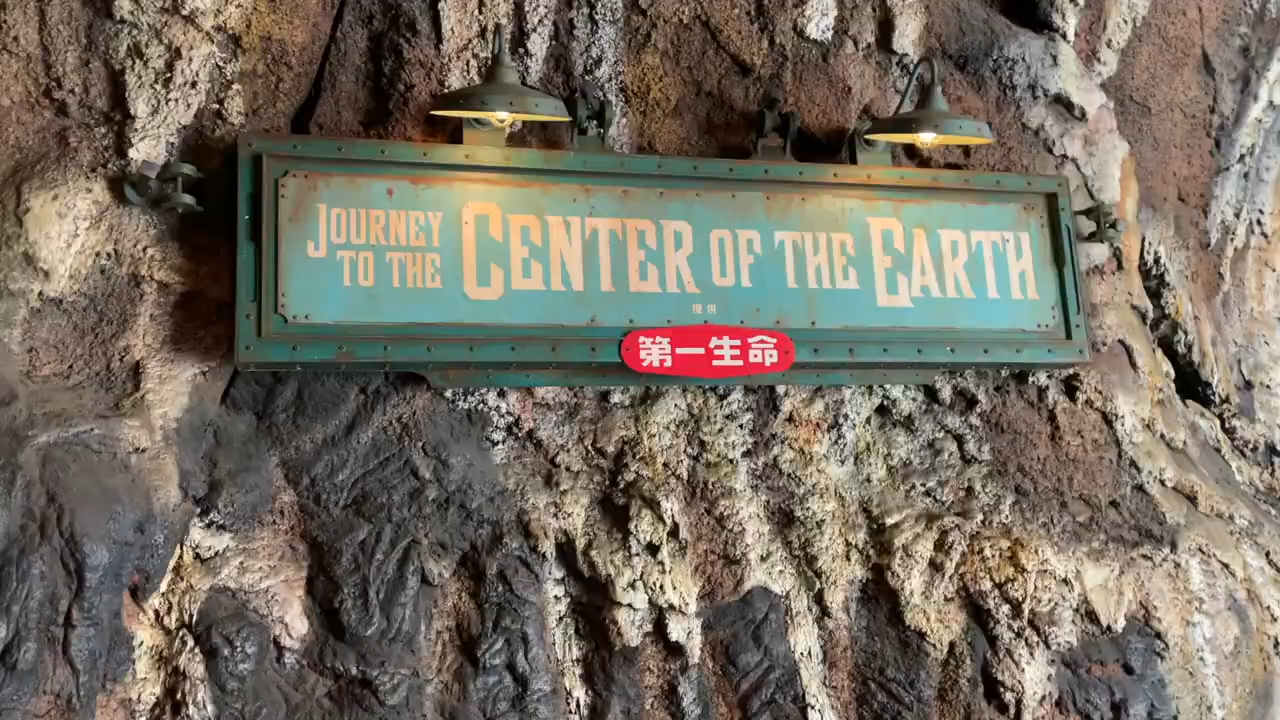 JOURNEY TO THE CENTER OF THE EARTH
提供
第一生命